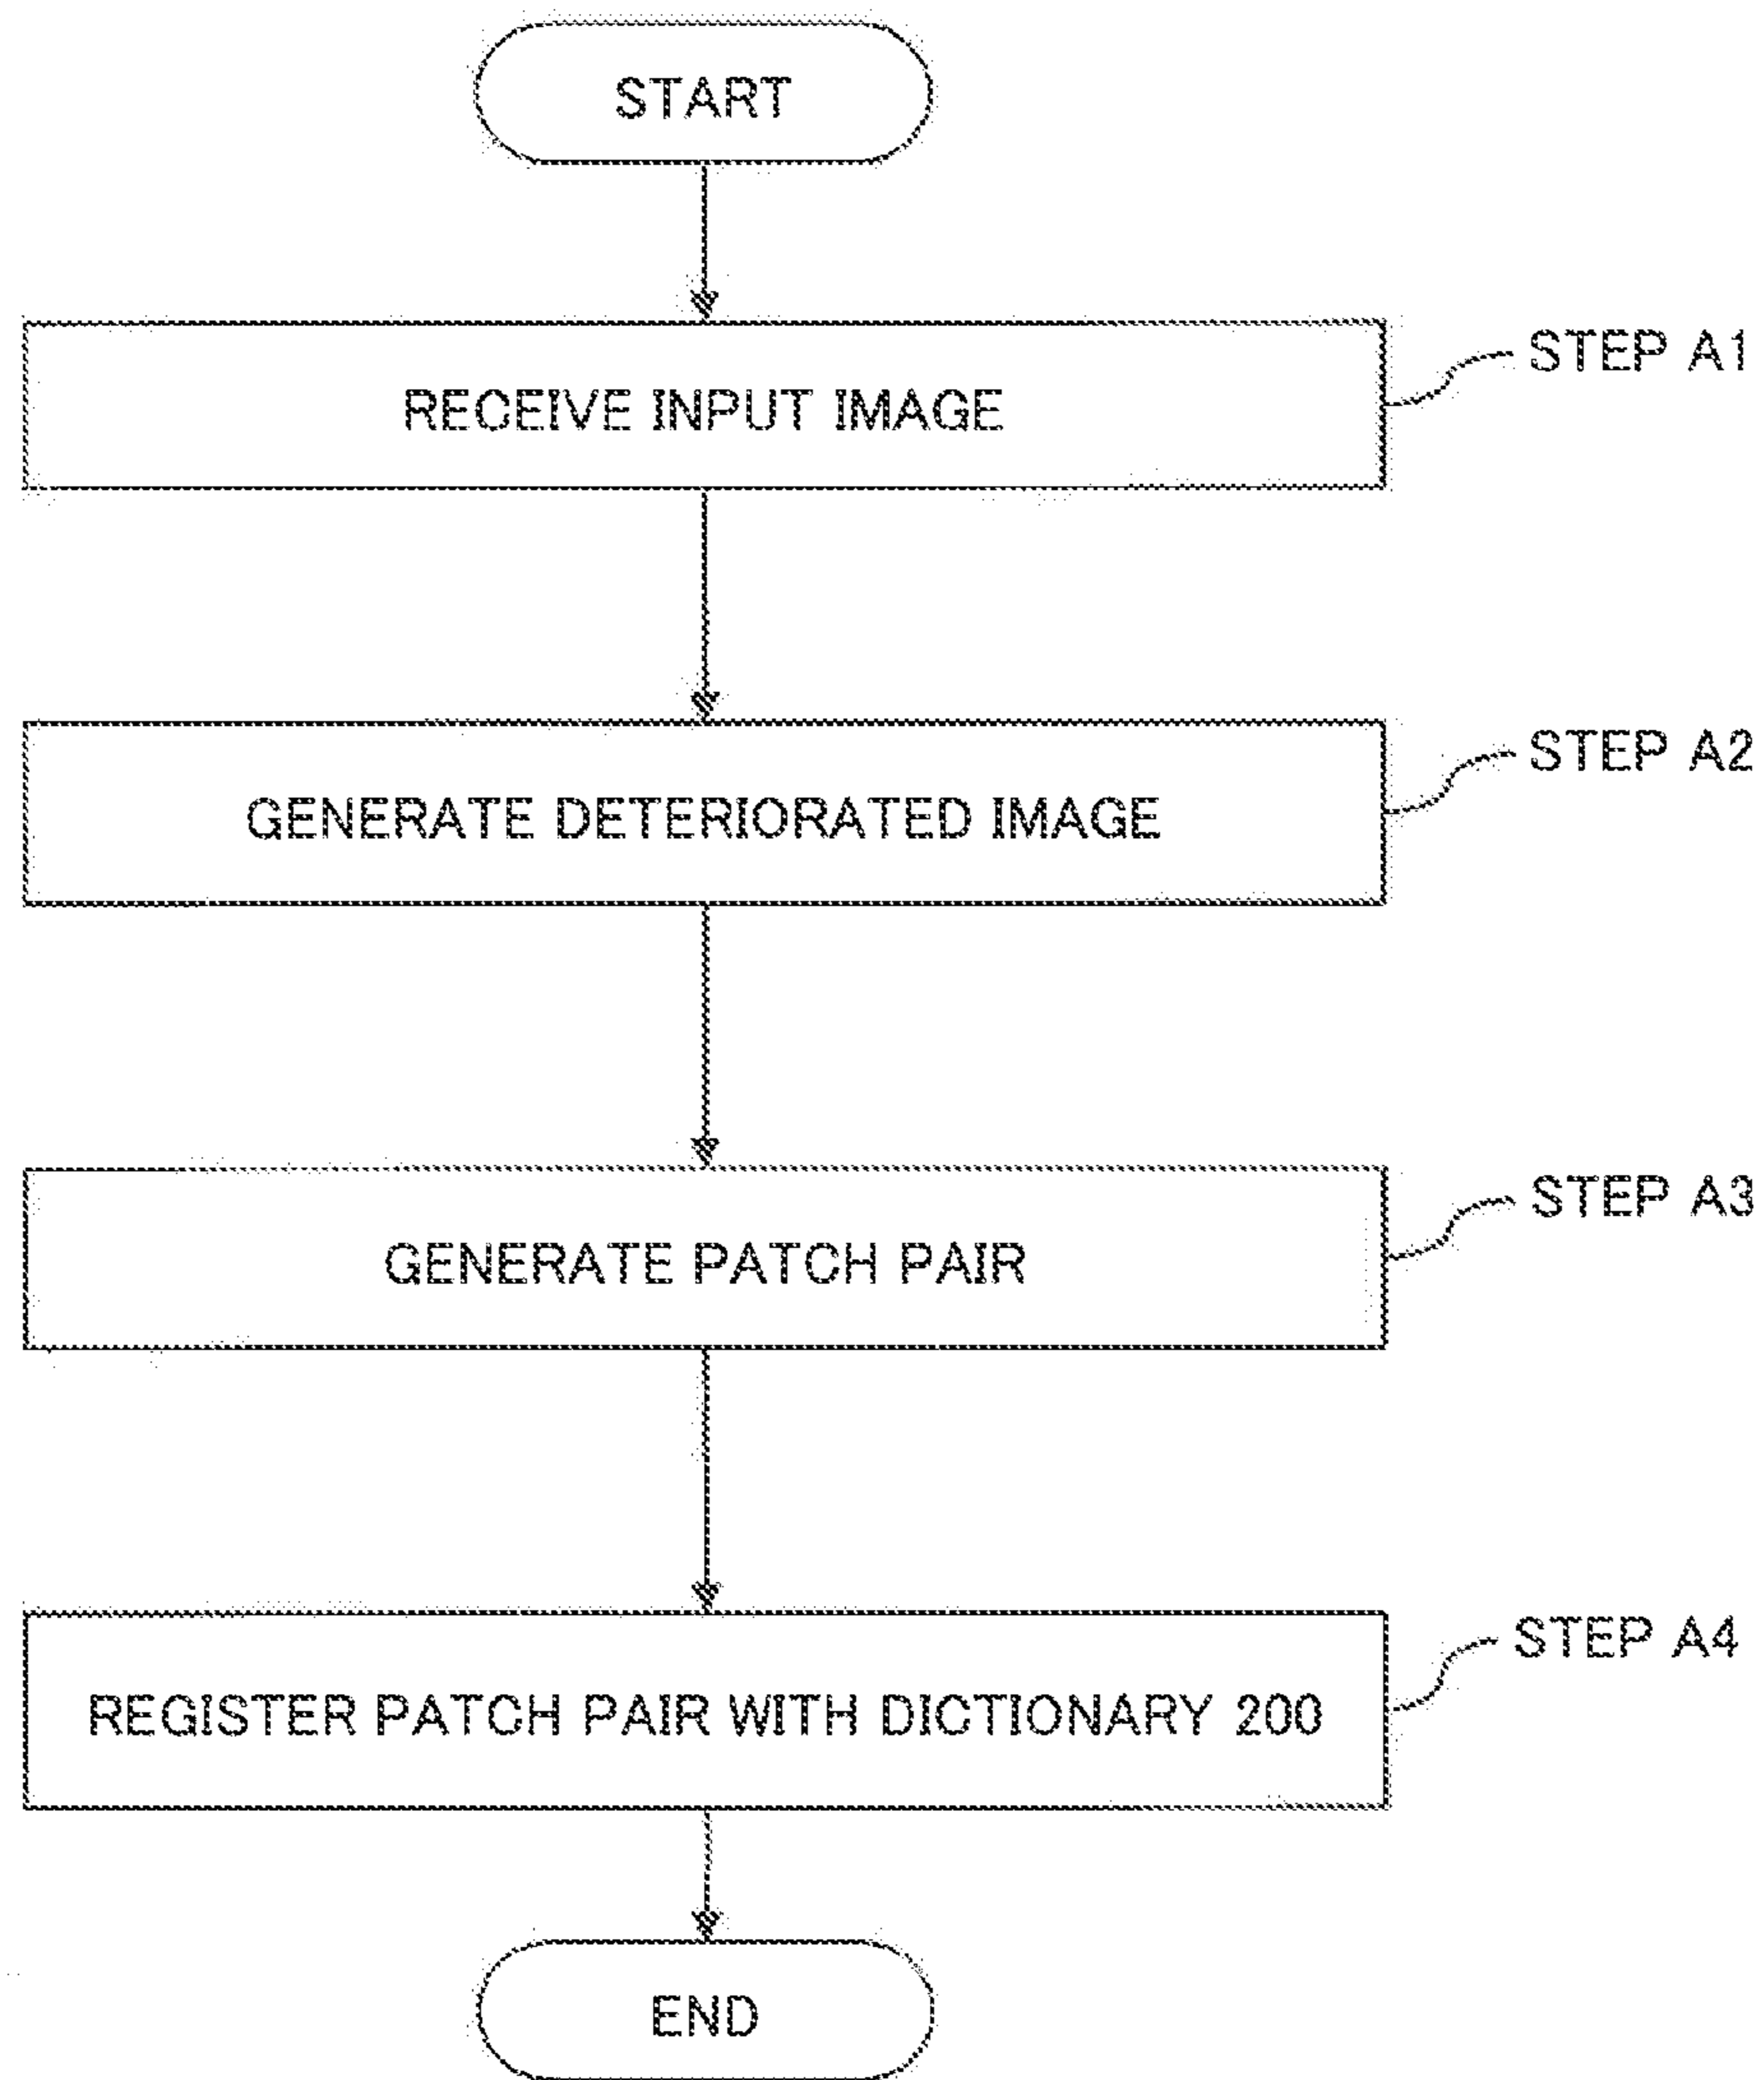 START
RECEIVE INPUT IMAGE
STEP A1
GENERATE DETERIORATED IMAGE
STEP A2
GENERATE PATCH PAIR
STEP A3
REGISTER PATCH PAIR WITH DICTIONARY 200
STEP A4
END